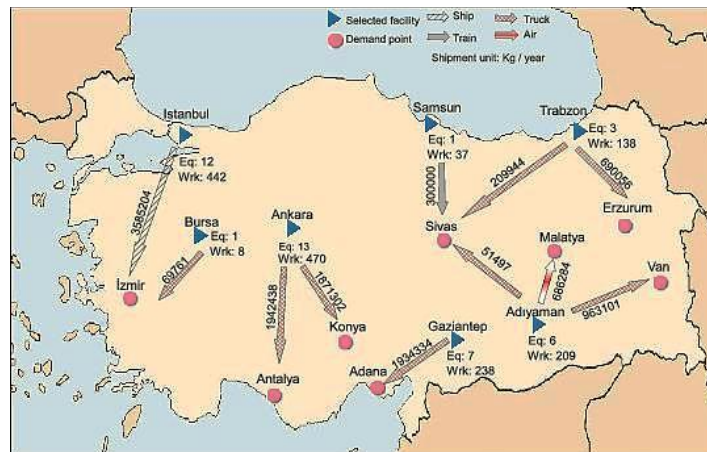 Selected facility
Ship
Truck
Demand point
Train
Air
Shipment unit: Kg / year
Istanbul
Eq: 12
Wrk: 442
Samsun
Eq: 1
Wrk: 37
Trabzon
Eq: 3
Wrk: 138
3585204
300000
209944
690056
Erzurum
Bursa
Eq: 1
Wrk: 8
Ankara
Eq: 13
Wrk: 470
Sivas
Malatya
51497
686284
Van
İzmir
69761
1942438
1671302
Konya
Gaziantep
Eq: 7
Wrk: 238
Adıyaman
Eq: 6
Wrk: 209
963101
1934334
Antalya
Adana